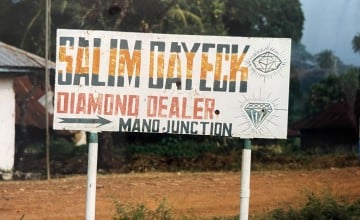 SALIM DAYECK
DIAMOND DEALER
MANO-JUNCTION